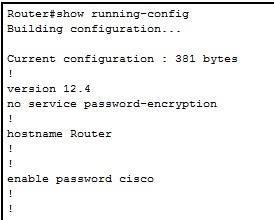 Router#show running-config
Building configuration...
Current configuration : 381 bytes
!
version 12.4
no service password-encryption
!
hostname Router
!
!
enable password cisco
!
!